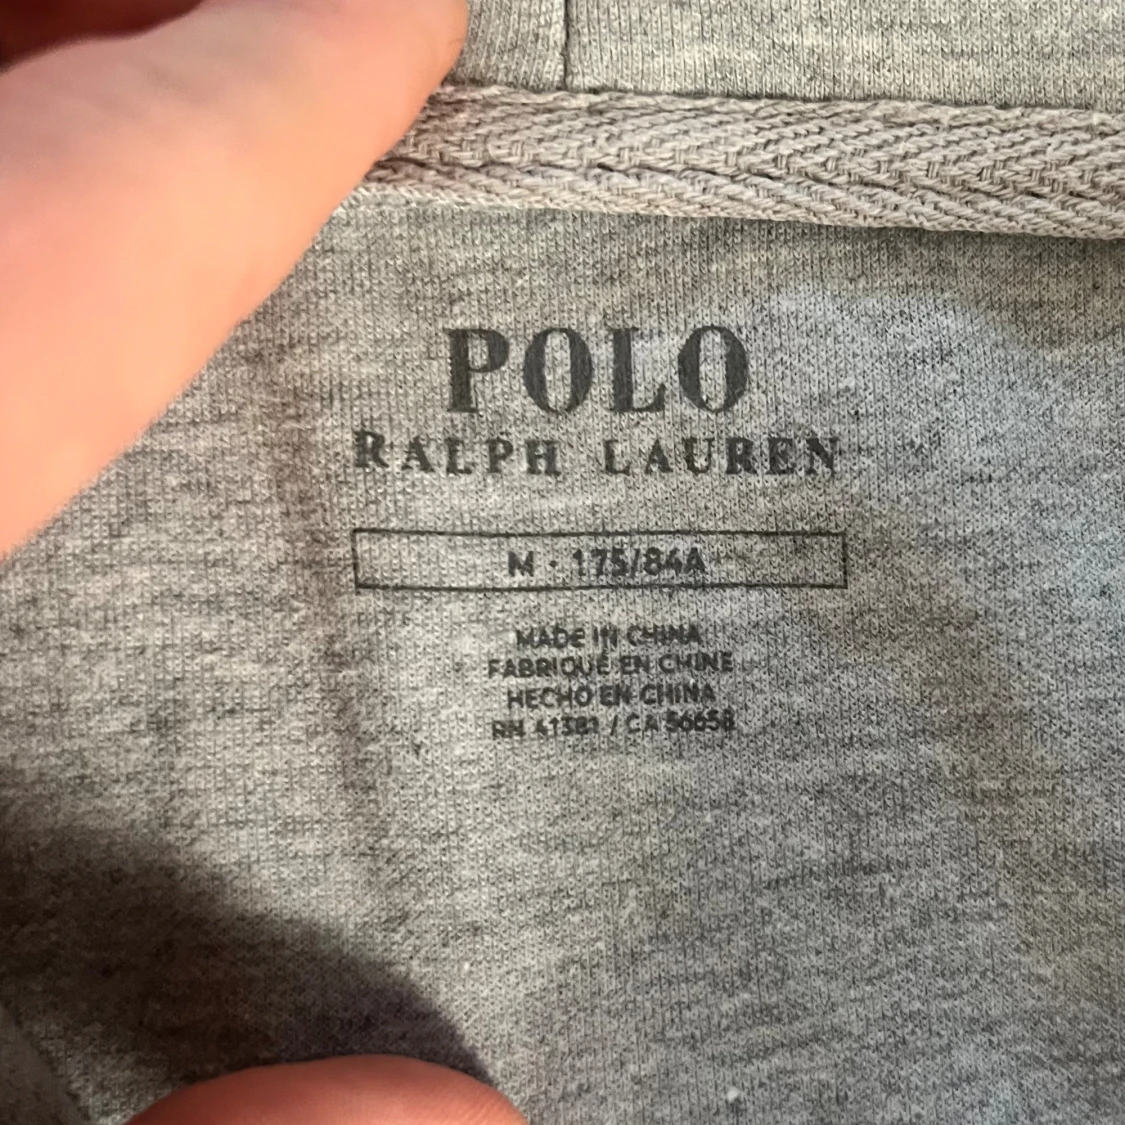 POLO
RALPH LAUREN
M · 175/84A
MADE IN CHINA
FABRIQUÉ EN CHINE
HECHO EN CHINA
RN 41381 / CA 56658